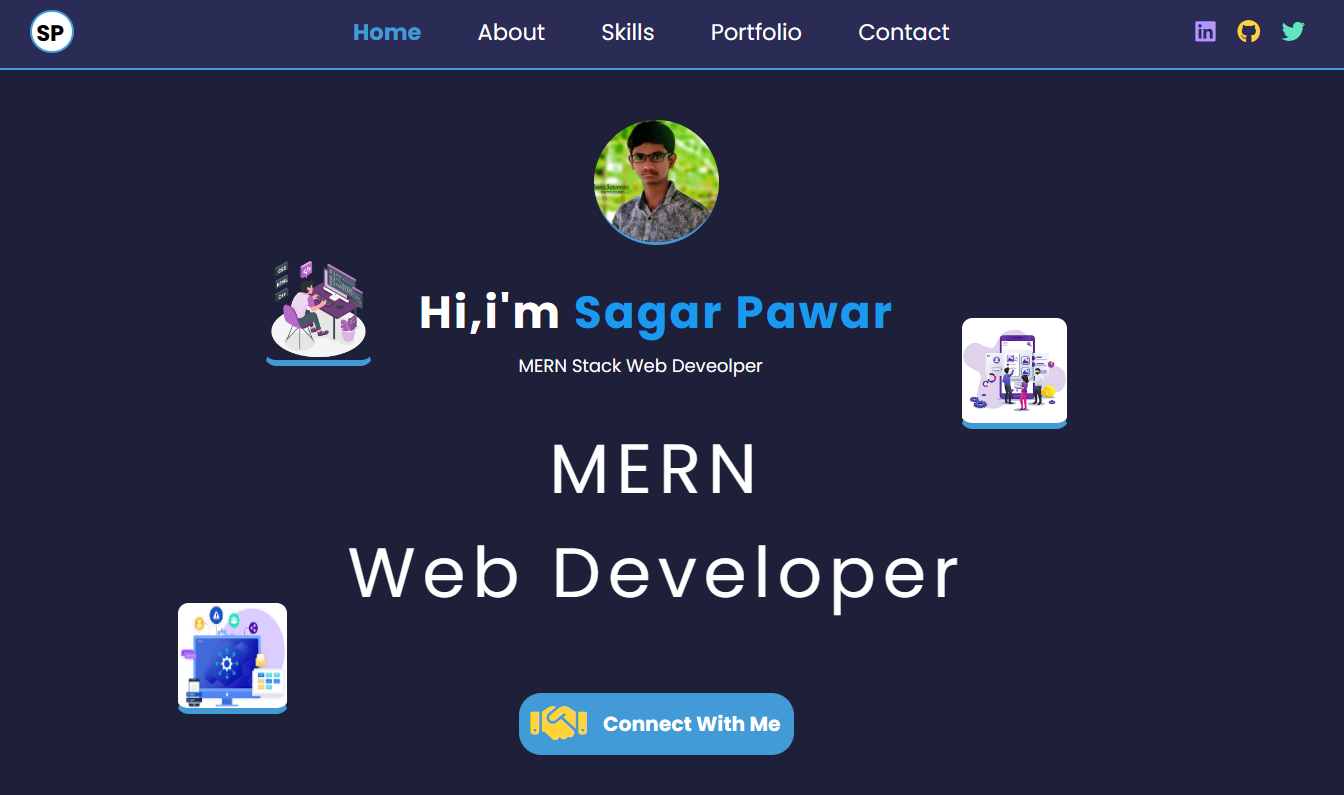 SP
Home About Skills Portfolio Contact
Hi,i'm Sagar Pawar
MERN Stack Web Deveolper
MERN
Web Developer
Connect With Me